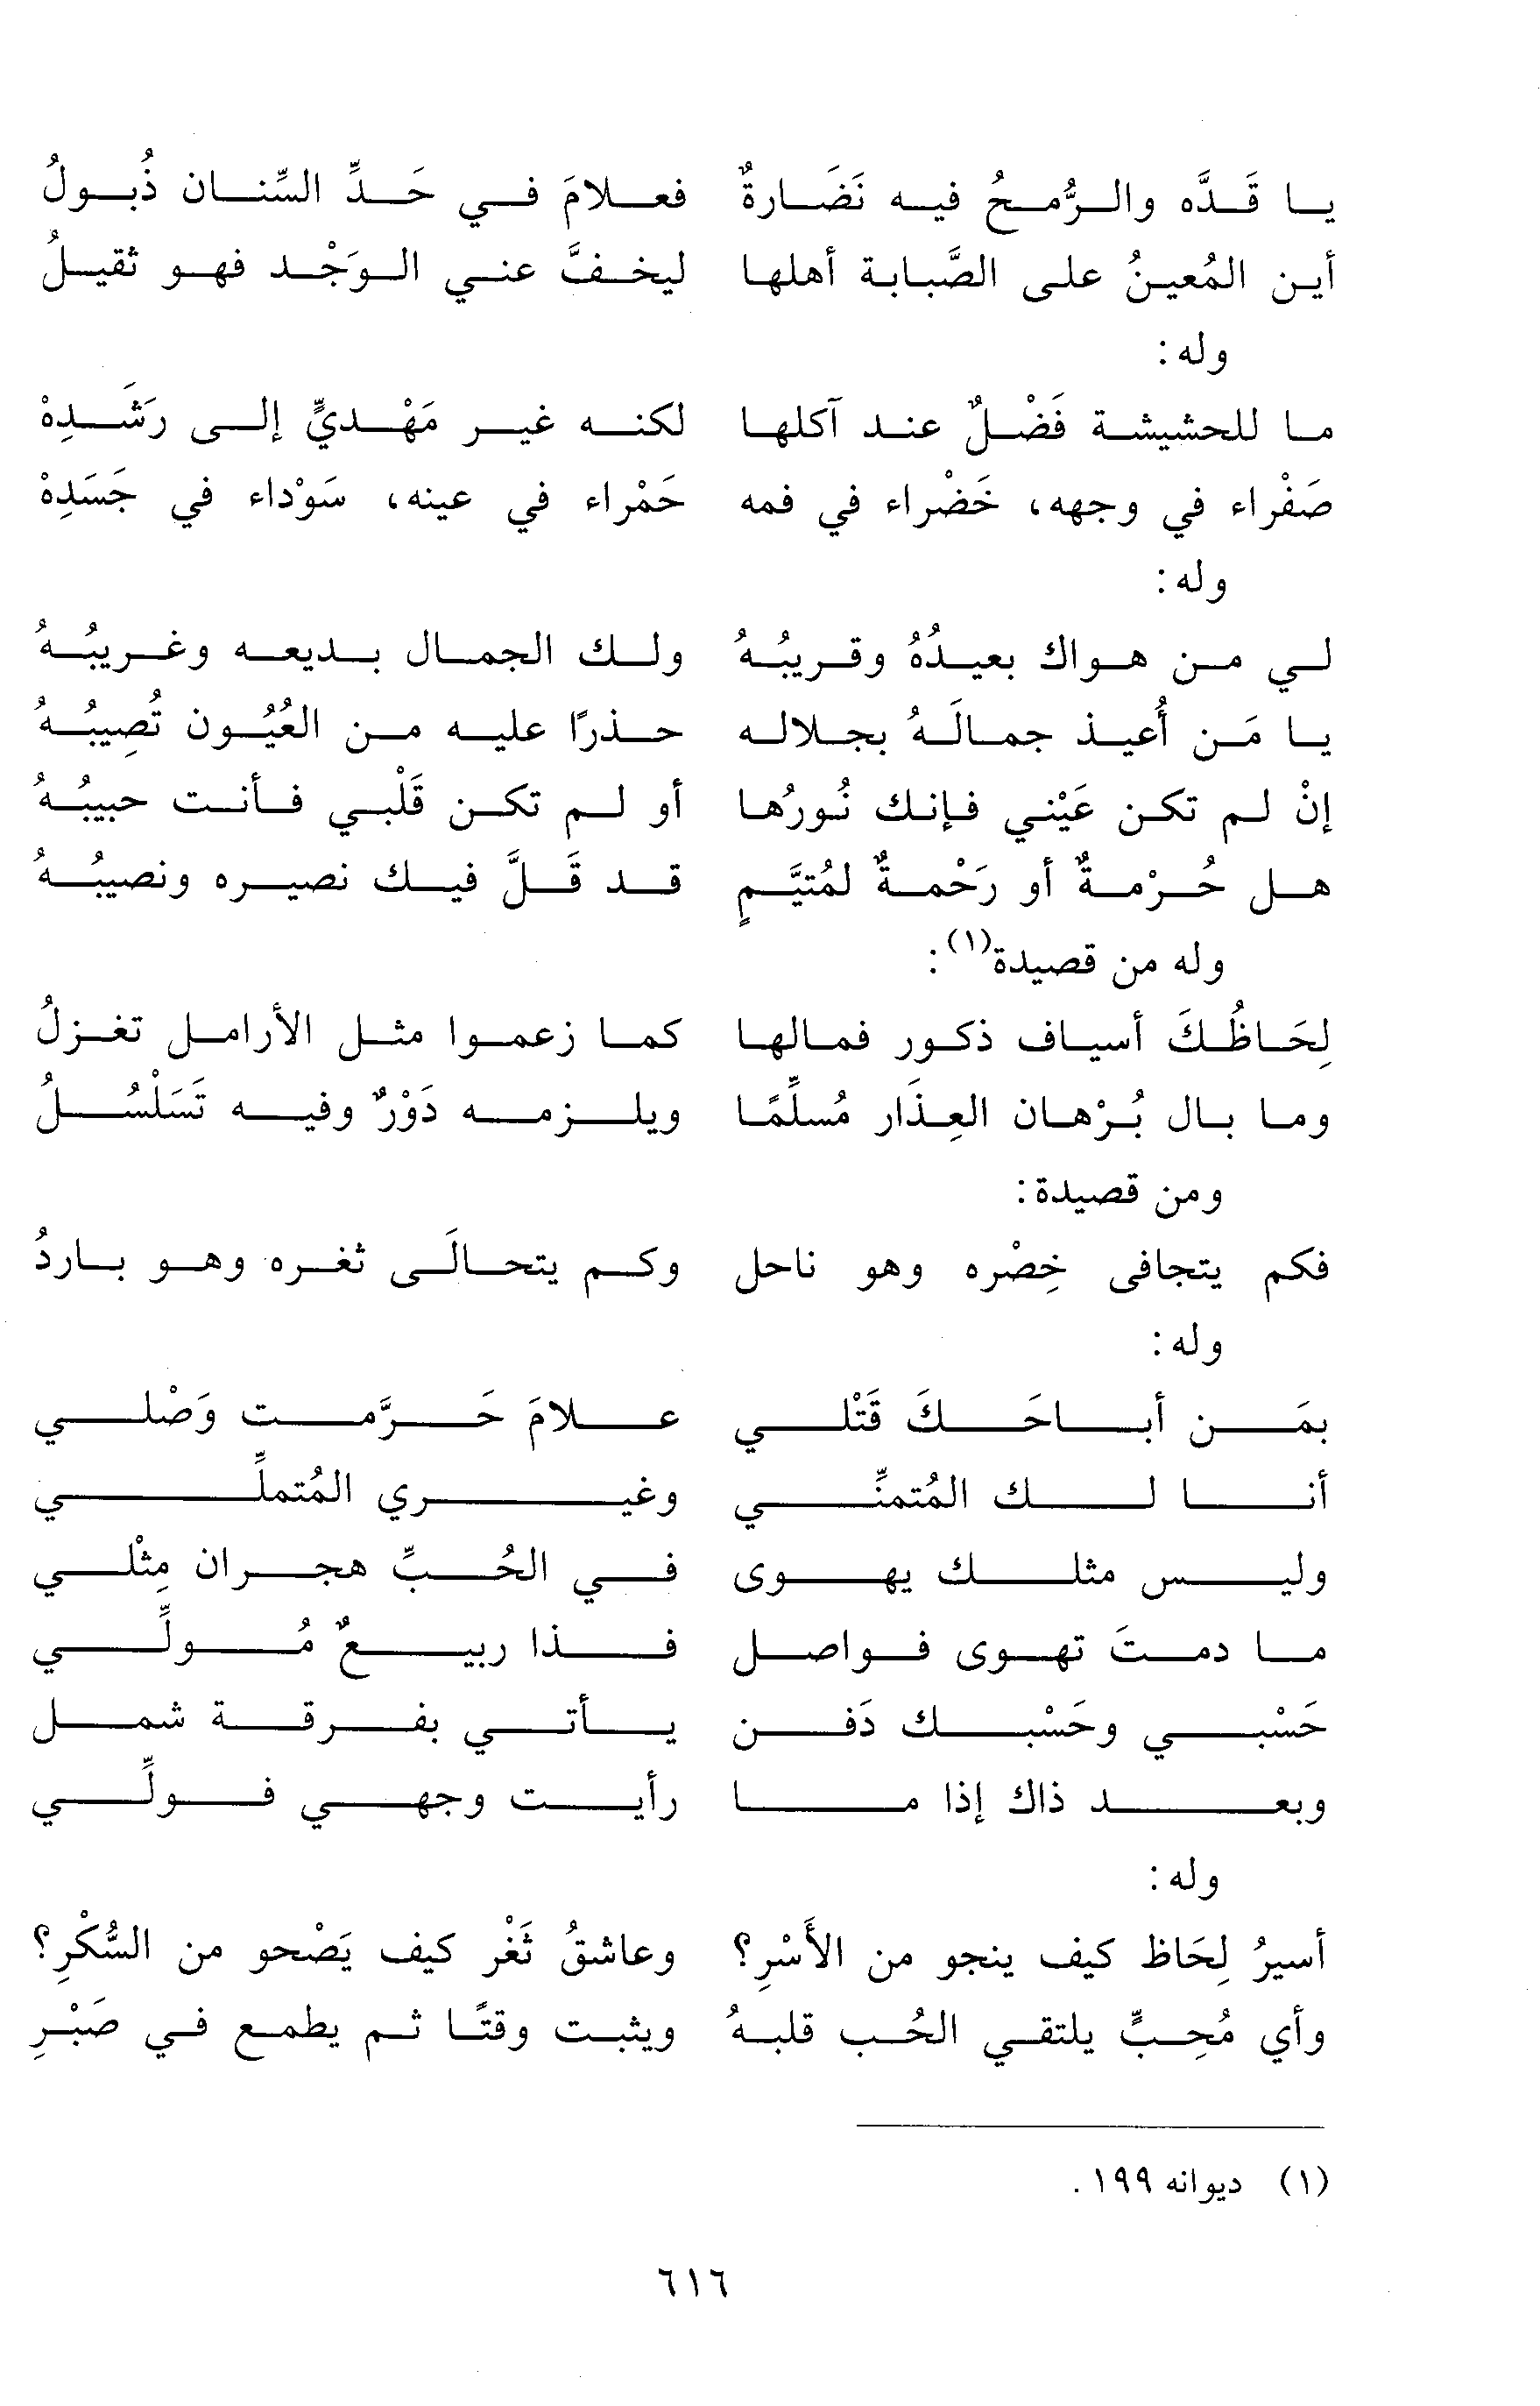 يا قَدَّه والرُّمحُ فيه نَضَارةٌ فعلامَ في حَدِّ السِّنان ذُبولُ
أين المُعينُ على الصَّبابة أهلها ليخفَّ عني الوَجْد فهو ثقيلُ
وله:
ما للحشيشة فَضْلٌ عند آكلها لكنه غير مَهْديٍّ إلى رَشَدِهْ
صَفْراء في وجهه، خَضْراء في فمه حَمْراء في عينه، سَوْداء في جَسَدِهْ
وله:
لي من هواك بعيدُهُ وقريبُهُ ولك الجمال بديعه وغريبُهُ
يا مَن أُعيذ جمالَهُ بجلاله حذرًا عليه من العُيُون تُصِيبُهُ
إنْ لم تكن عَيْني فإنك نُورُها أو لم تكن قَلْبي فأنت حبيبُهُ
هل حُرْمةٌ أو رَحْمةٌ لمُتيَّمٍ قد قَلَّ فيك نصيره ونصيبُهُ
وله من قصيدة(١):
لِحَاظُكَ أسياف ذكور فمالها كما زعموا مثل الأرامل تغزلُ
وما بال بُرْهان العِذَار مُسلِّمًا ويلزمه دَوْرٌ وفيه تَسَلْسُلُ
ومن قصيدة:
فكم يتجافى خِصْره وهو ناحل وكم يتحالَى ثغره وهو باردُ
وله:
بمَن أباحَكَ قَتْلي علامَ حَرَّمت وَصْلي
أنا لك المُتمنِّي وغيري المُتملِّي
وليس مثلك يهوى في الحُبِّ هجران مِثْلي
ما دمتَ تهوى فواصل فذا ربيعٌ مُولِّي
حَسْبي وحَسْبك دَفن يأتي بفرقة شمل
وبعد ذاك إذا ما رأيت وجهي فولِّي
وله:
أسيرُ لِحَاظ كيف ينجو من الأَسْرِ؟ وعاشقُ ثَغْر كيف يَصْحو من السُّكْرِ؟
وأي مُحِبٍّ يلتقي الحُب قلبهُ ويثبت وقتًا ثم يطمع في صَبْرِ
(١) ديوانه ١٩٩.
٦١٦